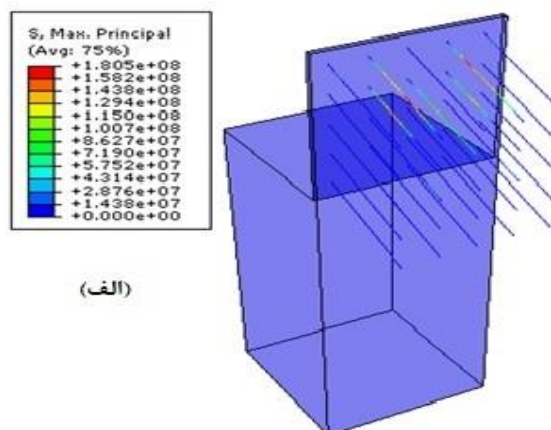 S, Max. Principal
(Avg: 75%)
+1.805e+08
+1.582e+08
+1.438e+08
+1.294e+08
+1.150e+08
+1.007e+08
+8.627e+07
+7.190e+07
+5.752e+07
+4.314e+07
+2.876e+07
+1.438e+07
+0.000e+00
(الف)